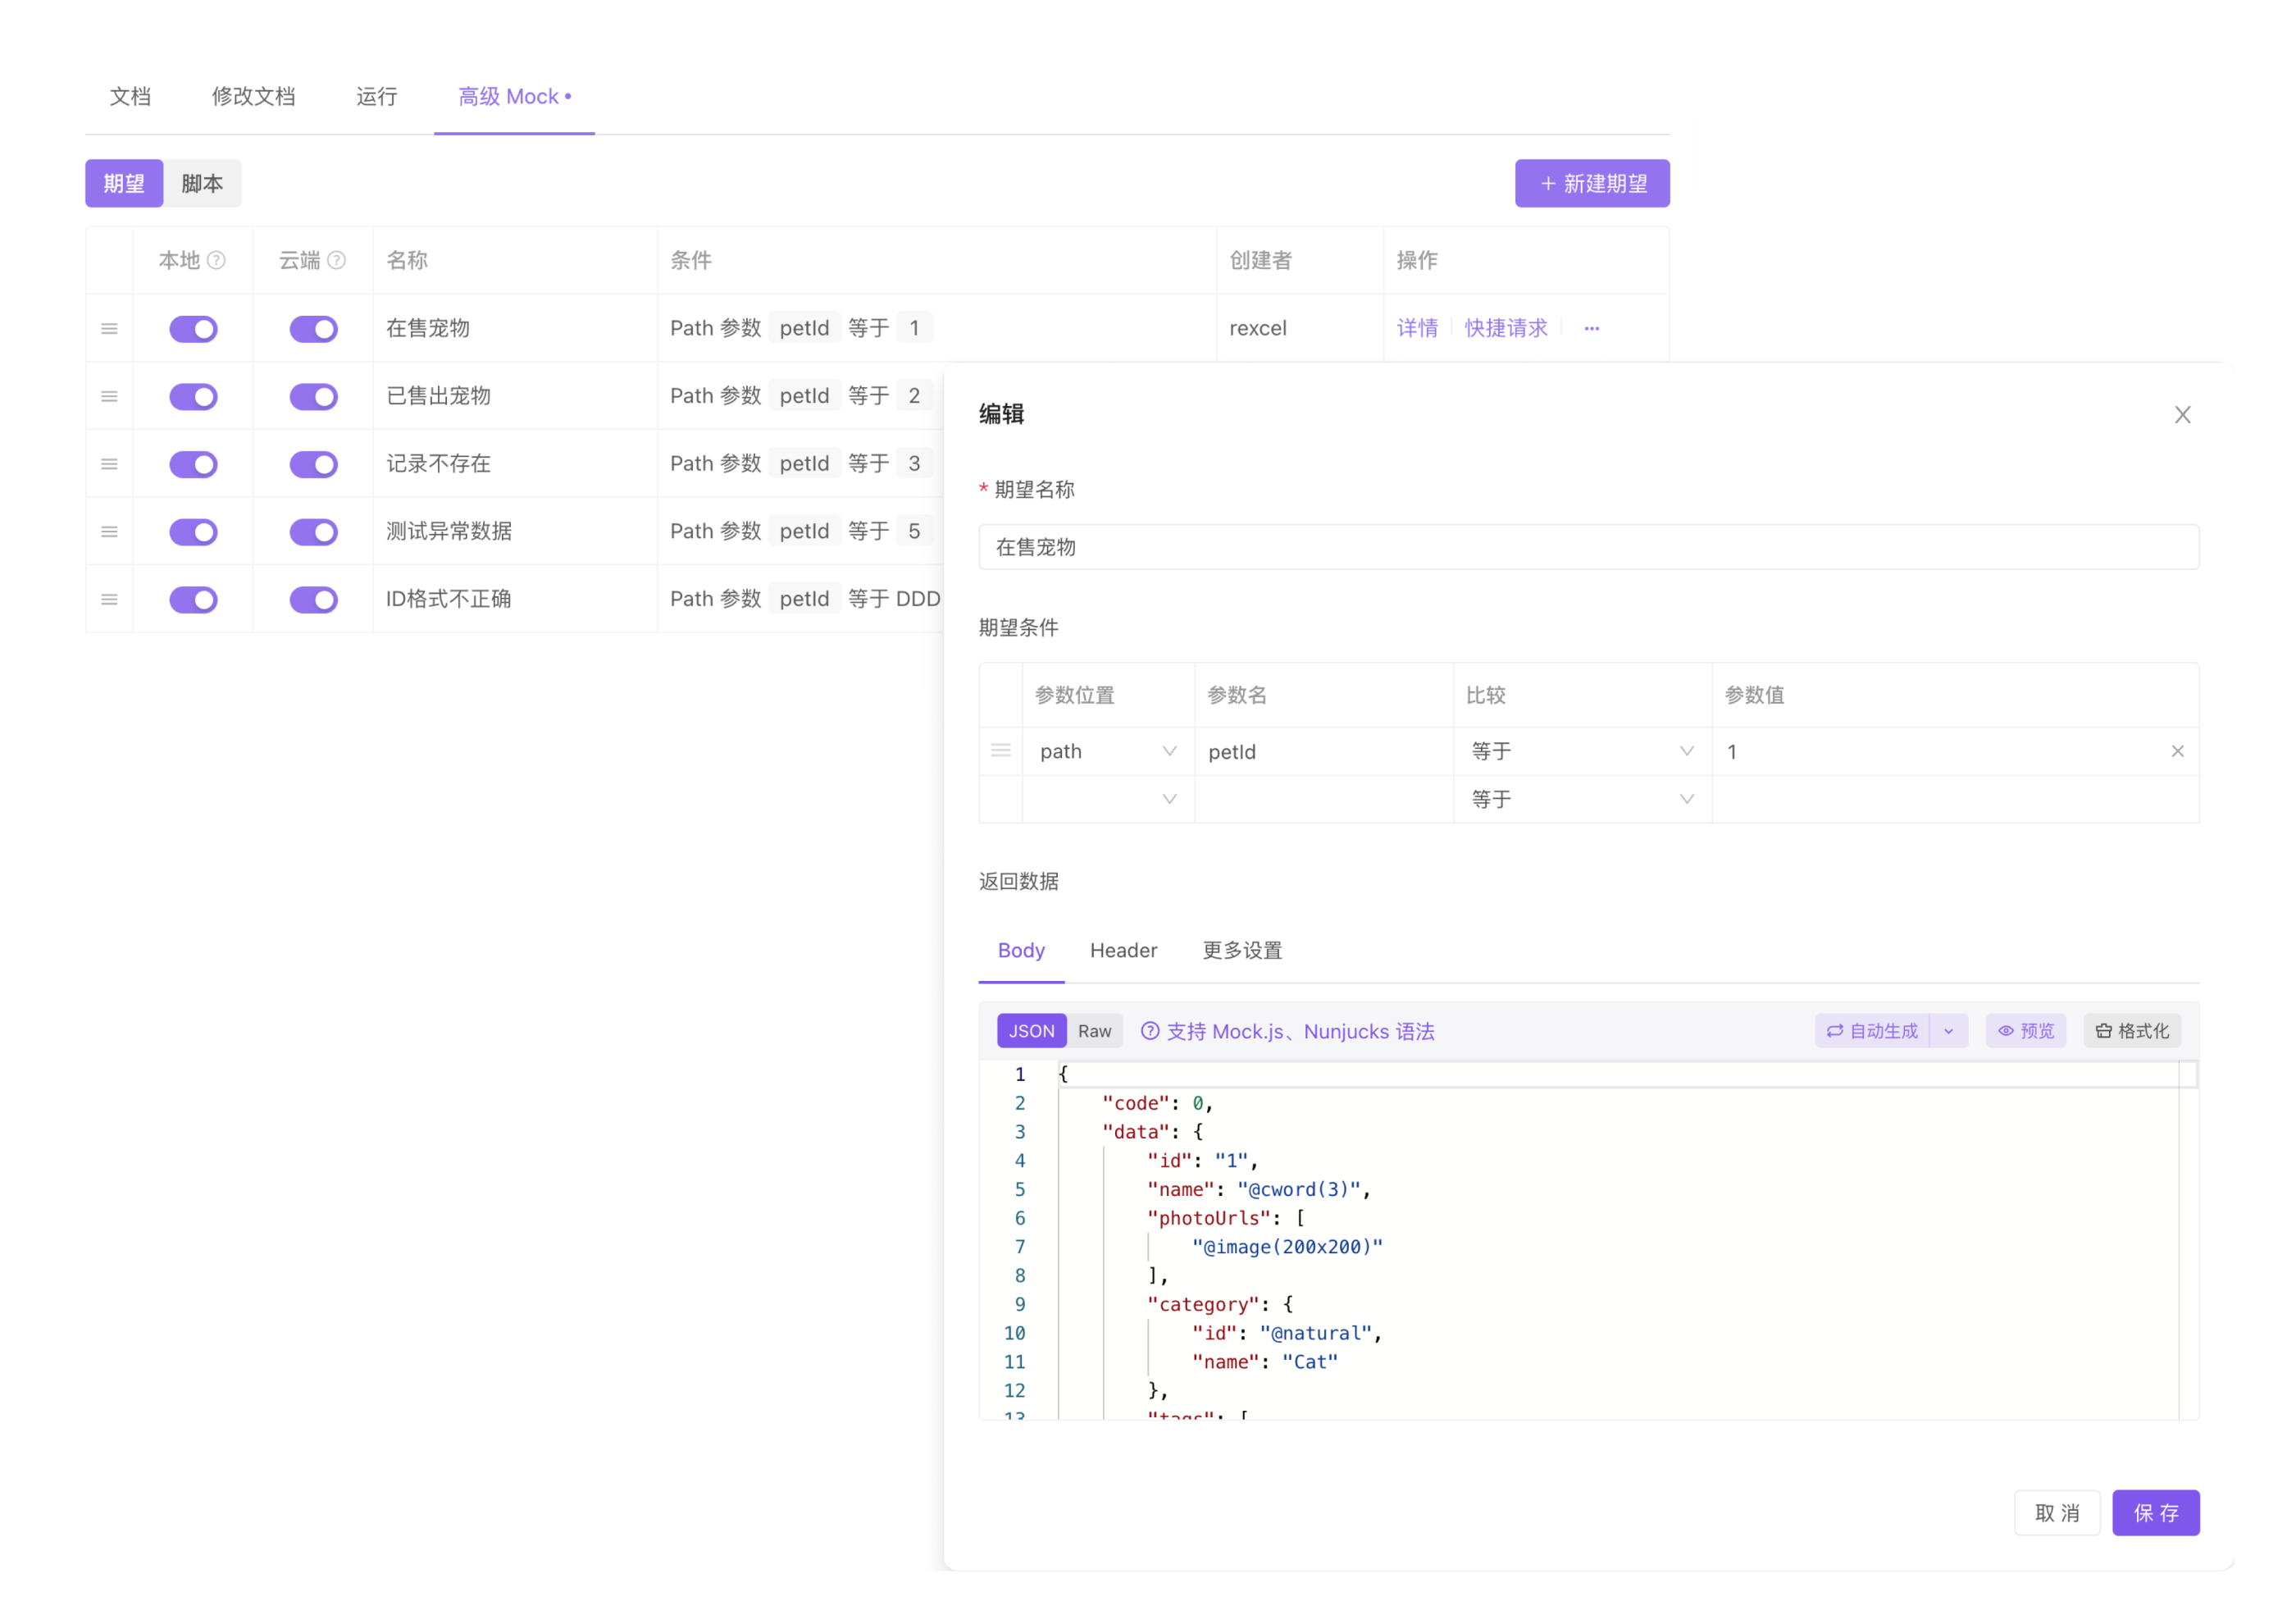 文档 修改文档 运行 高级 Mock •
期望 脚本 + 新建期望
本地 云端 名称 条件 创建者 操作
在售宠物 Path 参数 petId 等于 1 rexcel 详情 快捷请求 ···
已售出宠物 Path 参数 petId 等于 2
记录不存在 Path 参数 petId 等于 3
测试异常数据 Path 参数 petId 等于 5
ID格式不正确 Path 参数 petId 等于 DDD
编辑
* 期望名称
在售宠物
期望条件
参数位置 参数名 比较 参数值
path petId 等于 1
等于
返回数据
Body Header 更多设置
JSON Raw 支持 Mock.js、Nunjucks 语法 自动生成 预览 格式化
1 {
2 "code": 0,
3 "data": {
4 "id": "1",
5 "name": "@cword(3)",
6 "photoUrls": [
7 "@image(200x200)"
8 ],
9 "category": {
10 "id": "@natural",
11 "name": "Cat"
12 },
13 "tags": [
取 消 保 存